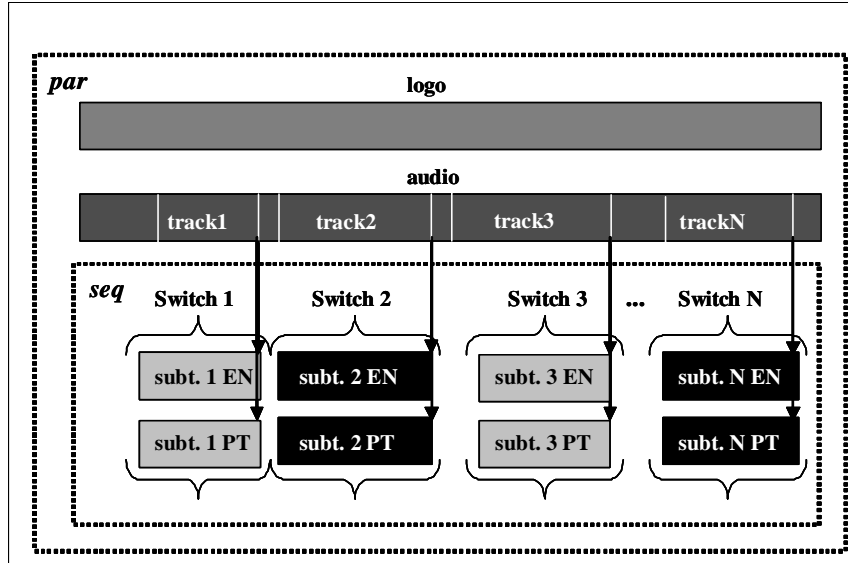 par
logo
audio
track1 track2 track3 trackN
seq
Switch 1 Switch 2 Switch 3 ... Switch N
subt. 1 EN subt. 2 EN subt. 3 EN subt. N EN
subt. 1 PT subt. 2 PT subt. 3 PT subt. N PT